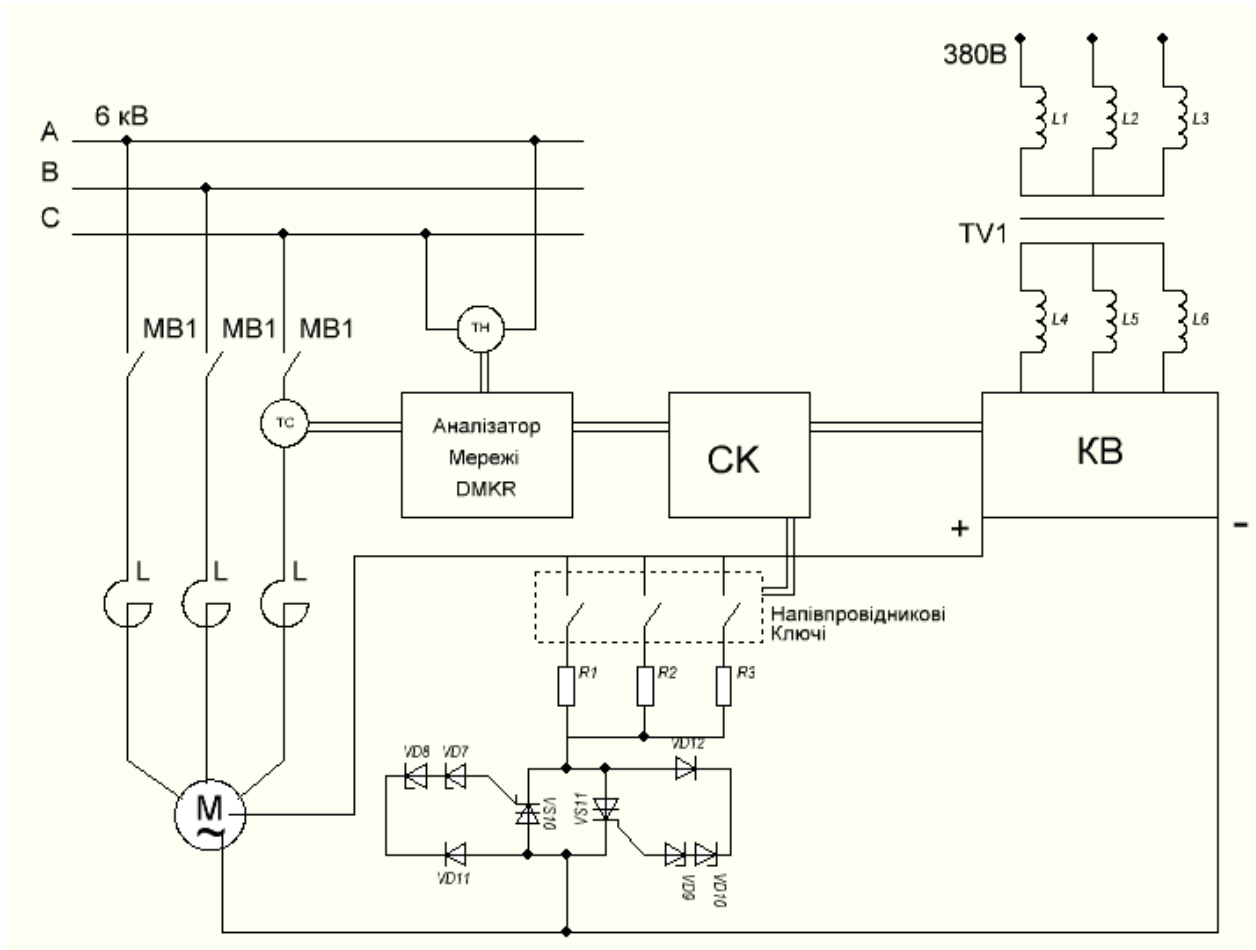 380В
L1 L2 L3
6 кВ
A
B
C
TV1
L4 L5 L6
МВ1 МВ1 МВ1
ТН
ТС
Аналізатор
Мережі
DMKR
СК
КВ
+ -
L L L
Напівпровідникові
Ключі
R1 R2 R3
VD12
VD8 VD7
VS10 VS11
M
~
VD11
VD9 VD10